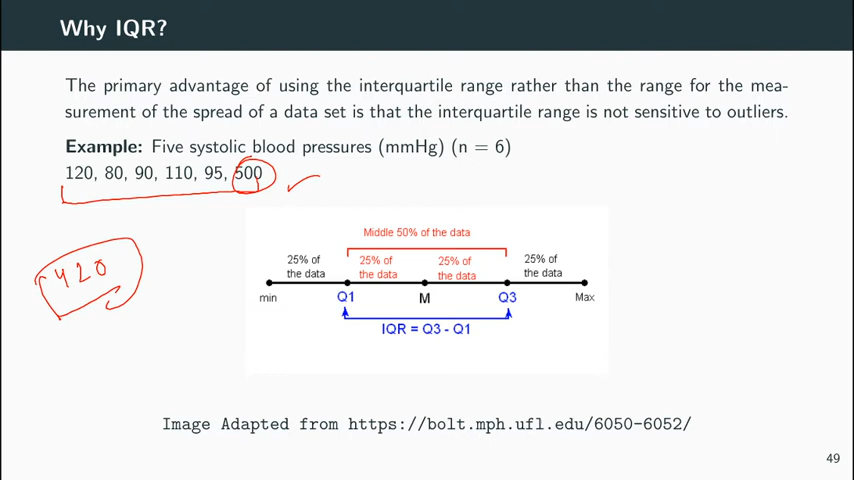 Why IQR?
The primary advantage of using the interquartile range rather than the range for the mea-
surement of the spread of a data set is that the interquartile range is not sensitive to outliers.
Example: Five systolic blood pressures (mmHg) (n = 6)
120, 80, 90, 110, 95, 500
420
Middle 50% of the data
25% of
the data
25% of
the data
25% of
the data
25% of
the data
min
Q1
M
Q3
Max
IQR = Q3 - Q1
Image Adapted from https://bolt.mph.ufl.edu/6050-6052/
49